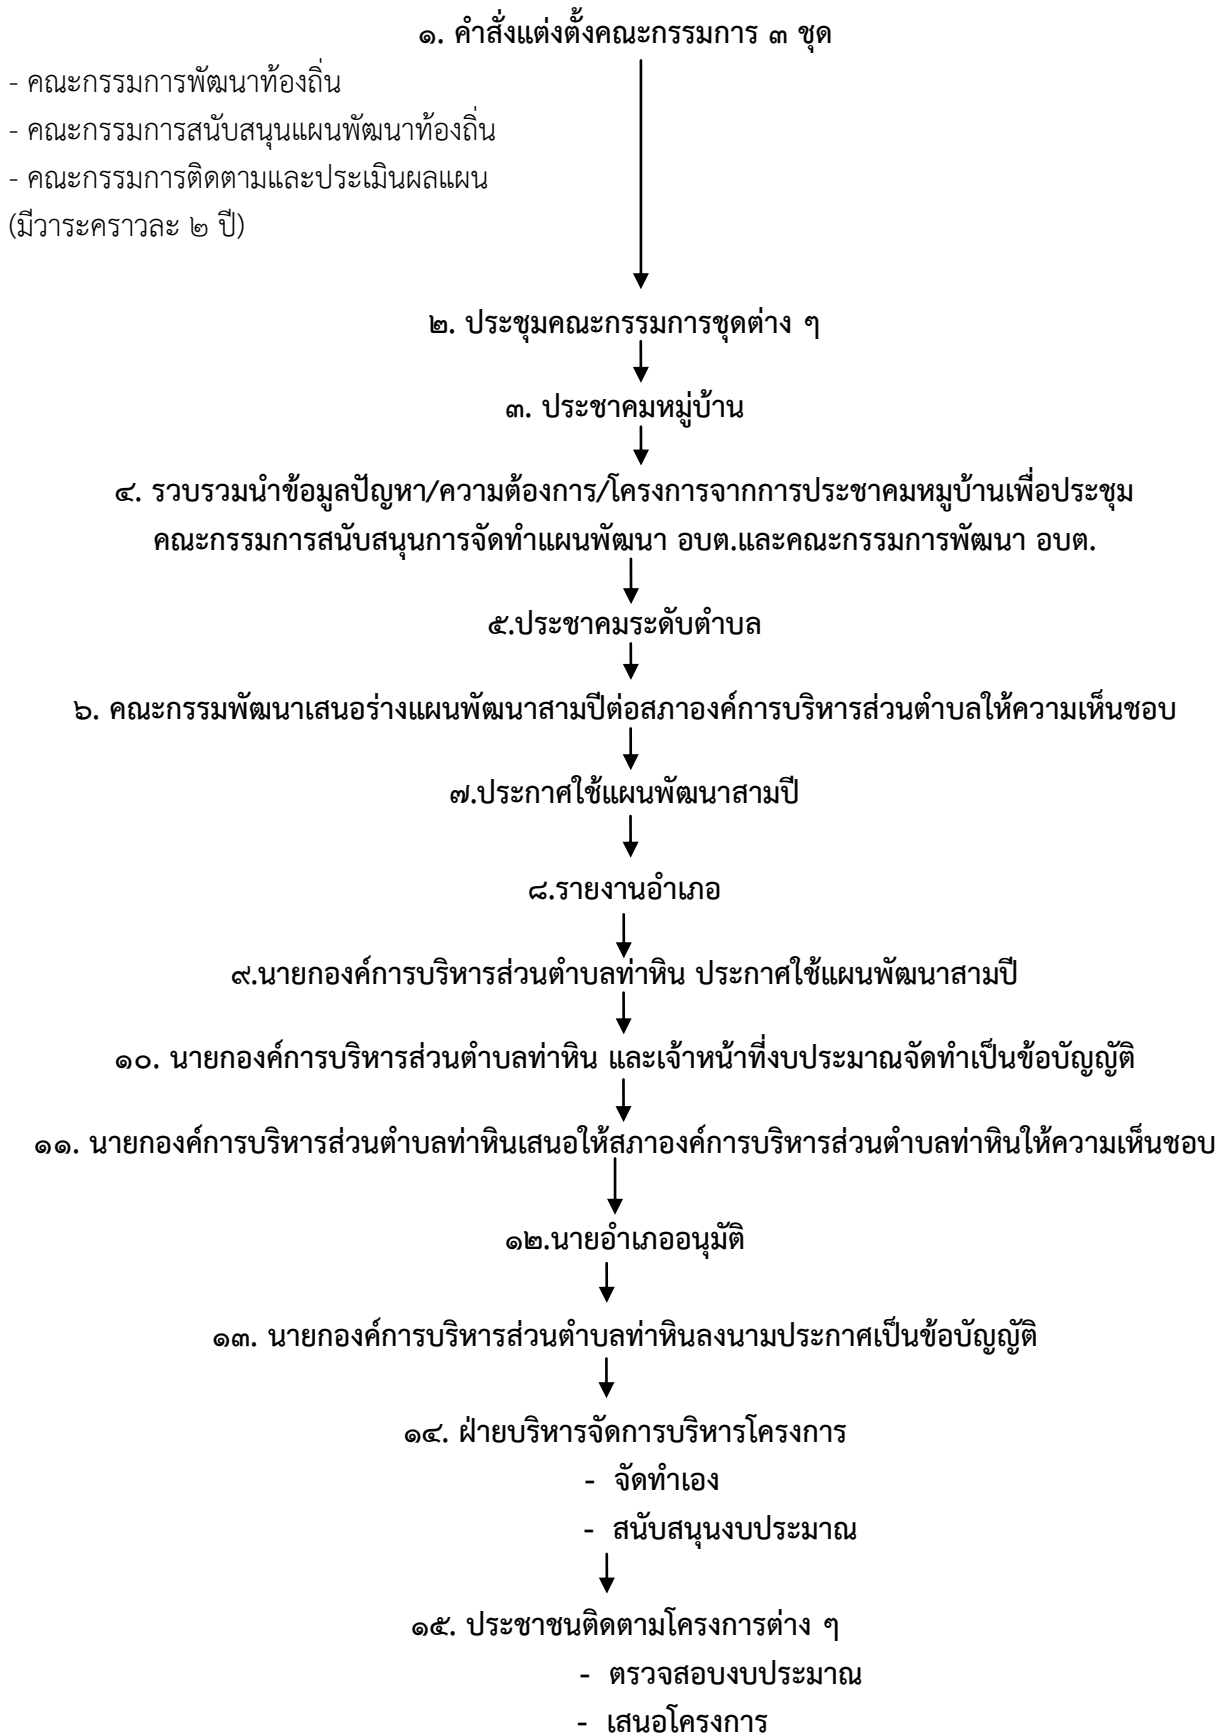 ๑. คำสั่งแต่งตั้งคณะกรรมการ ๓ ชุด
- คณะกรรมการพัฒนาท้องถิ่น
- คณะกรรมการสนับสนุนแผนพัฒนาท้องถิ่น
- คณะกรรมการติดตามและประเมินผลแผน
(มีวาระคราวละ ๒ ปี)
๒. ประชุมคณะกรรมการชุดต่าง ๆ
๓. ประชาคมหมู่บ้าน
๔. รวบรวมนำข้อมูลปัญหา/ความต้องการ/โครงการจากการประชาคมหมูบ้านเพื่อประชุม
คณะกรรมการสนับสนุนการจัดทำแผนพัฒนา อบต.และคณะกรรมการพัฒนา อบต.
๕.ประชาคมระดับตำบล
๖. คณะกรรมพัฒนาเสนอร่างแผนพัฒนาสามปีต่อสภาองค์การบริหารส่วนตำบลให้ความเห็นชอบ
๗.ประกาศใช้แผนพัฒนาสามปี
๘.รายงานอำเภอ
๙.นายกองค์การบริหารส่วนตำบลท่าหิน ประกาศใช้แผนพัฒนาสามปี
๑๐. นายกองค์การบริหารส่วนตำบลท่าหิน และเจ้าหน้าที่งบประมาณจัดทำเป็นข้อบัญญัติ
๑๑. นายกองค์การบริหารส่วนตำบลท่าหินเสนอให้สภาองค์การบริหารส่วนตำบลท่าหินให้ความเห็นชอบ
๑๒.นายอำเภออนุมัติ
๑๓. นายกองค์การบริหารส่วนตำบลท่าหินลงนามประกาศเป็นข้อบัญญัติ
๑๔. ฝ่ายบริหารจัดการบริหารโครงการ
- จัดทำเอง
- สนับสนุนงบประมาณ
๑๕. ประชาชนติดตามโครงการต่าง ๆ
- ตรวจสอบงบประมาณ
- เสนอโครงการ